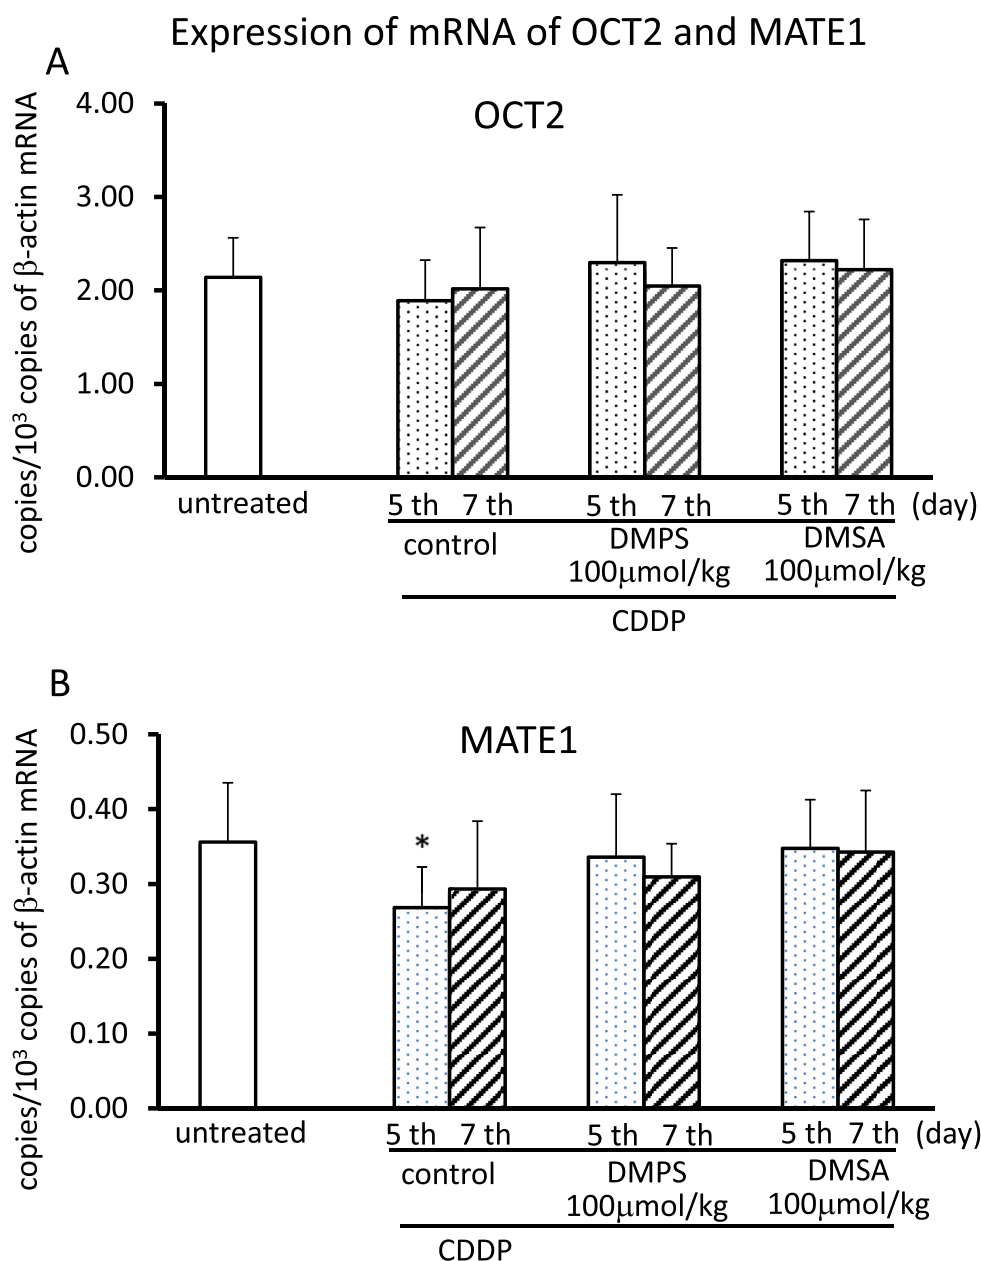 Expression of mRNA of OCT2 and MATE1
A
OCT2
copies/10³ copies of β-actin mRNA
4.00
3.00
2.00
1.00
0.00
untreated
5 th 7 th 5 th 7 th 5 th 7 th (day)
control DMPS DMSA
100μmol/kg 100μmol/kg
CDDP
B
MATE1
copies/10³ copies of β-actin mRNA
0.50
0.40
0.30
0.20
0.10
0.00
*
untreated
5 th 7 th 5 th 7 th 5 th 7 th (day)
control DMPS DMSA
100μmol/kg 100μmol/kg
CDDP